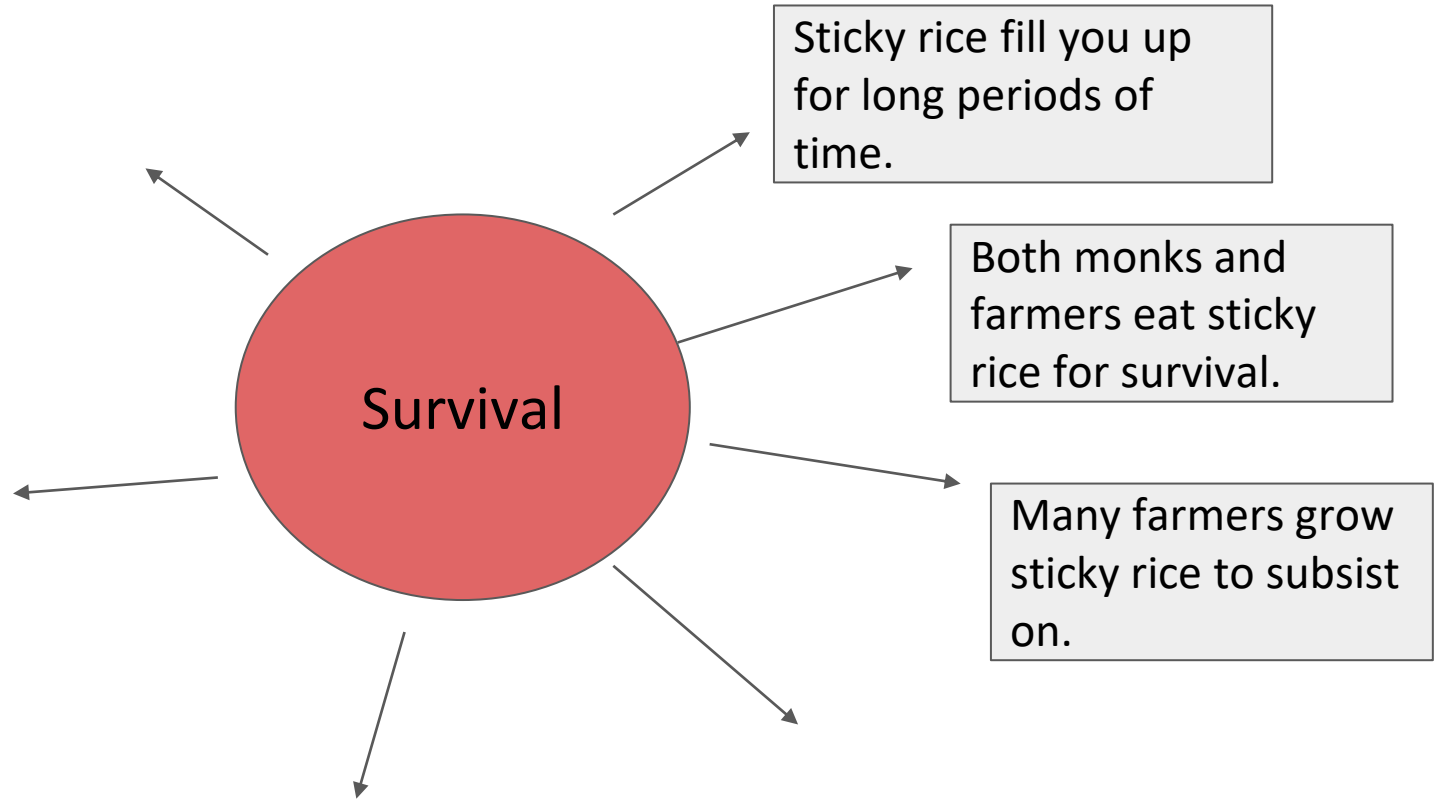 Sticky rice fill you up
for long periods of
time.
Both monks and
farmers eat sticky
rice for survival.
Survival
Many farmers grow
sticky rice to subsist
on.